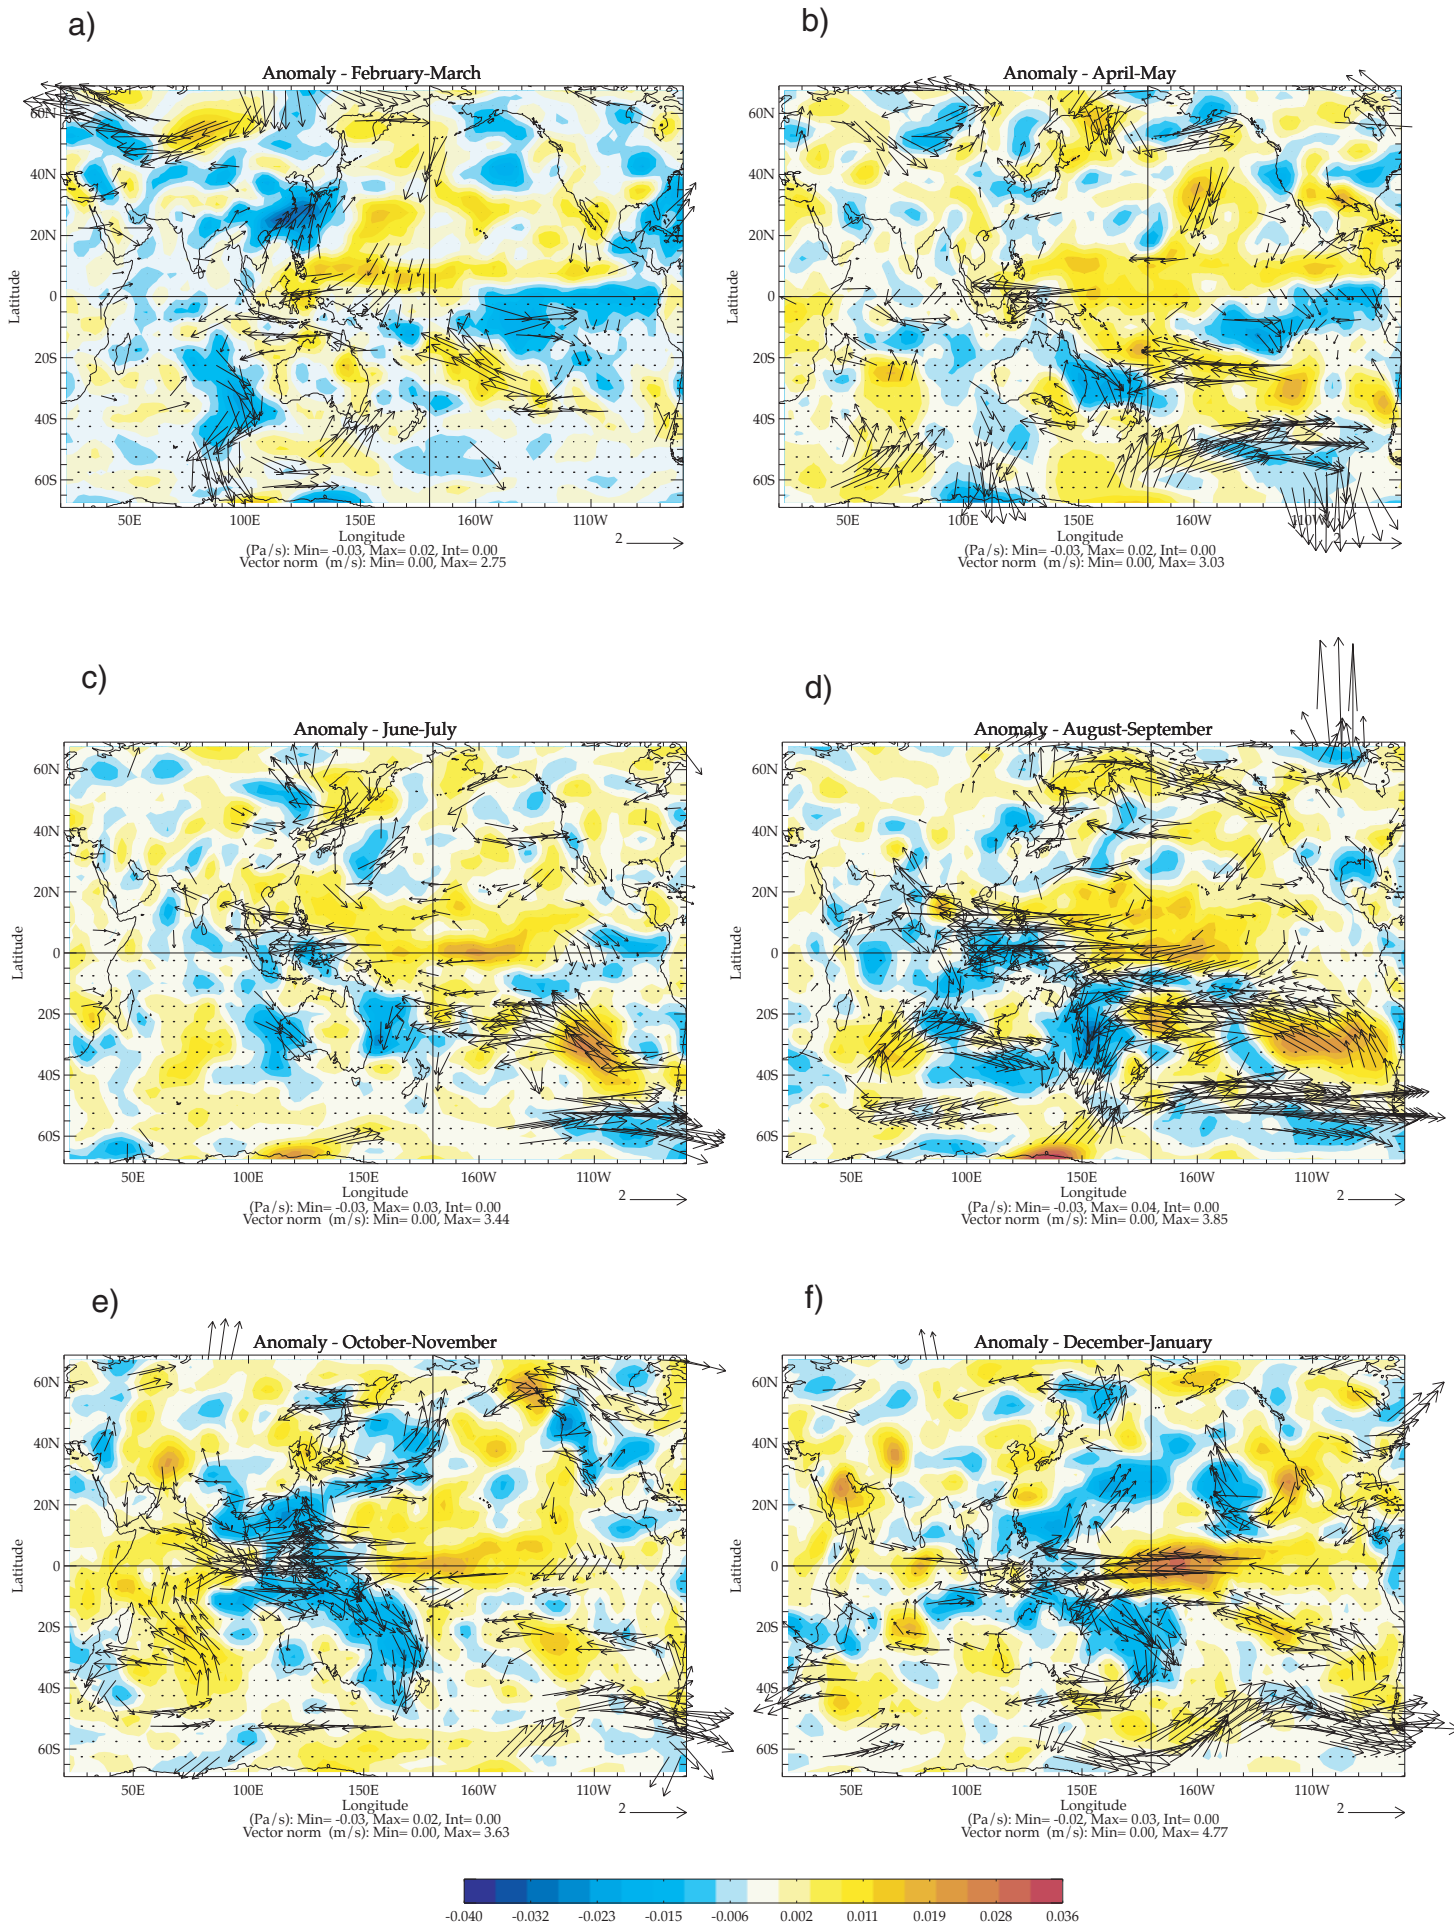 a)
b)
Anomaly - February-March
Anomaly - April-May
60N
40N
20N
0
20S
40S
60S
Latitude
50E 100E 150E 160W 110W
Longitude
(Pa/s): Min= -0.03, Max= 0.02, Int= 0.00
Vector norm (m/s): Min= 0.00, Max= 2.75
2
60N
40N
20N
0
20S
40S
60S
Latitude
50E 100E 150E 160W 110W
Longitude
(Pa/s): Min= -0.03, Max= 0.02, Int= 0.00
Vector norm (m/s): Min= 0.00, Max= 3.03
2
c)
d)
Anomaly - June-July
Anomaly - August-September
60N
40N
20N
0
20S
40S
60S
Latitude
50E 100E 150E 160W 110W
Longitude
(Pa/s): Min= -0.03, Max= 0.03, Int= 0.00
Vector norm (m/s): Min= 0.00, Max= 3.44
2
60N
40N
20N
0
20S
40S
60S
Latitude
50E 100E 150E 160W 110W
Longitude
(Pa/s): Min= -0.03, Max= 0.04, Int= 0.00
Vector norm (m/s): Min= 0.00, Max= 3.85
2
e)
f)
Anomaly - October-November
Anomaly - December-January
60N
40N
20N
0
20S
40S
60S
Latitude
50E 100E 150E 160W 110W
Longitude
(Pa/s): Min= -0.03, Max= 0.02, Int= 0.00
Vector norm (m/s): Min= 0.00, Max= 3.63
2
60N
40N
20N
0
20S
40S
60S
Latitude
50E 100E 150E 160W 110W
Longitude
(Pa/s): Min= -0.02, Max= 0.03, Int= 0.00
Vector norm (m/s): Min= 0.00, Max= 4.77
2
-0.040 -0.032 -0.023 -0.015 -0.006 0.002 0.011 0.019 0.028 0.036